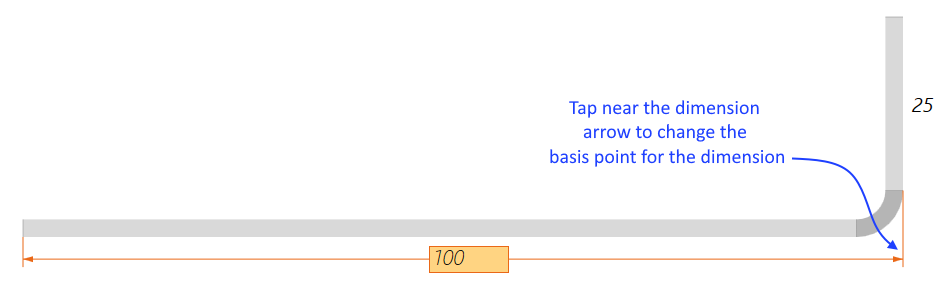 Tap near the dimension
25
arrow to change the
basis point for the dimension
100